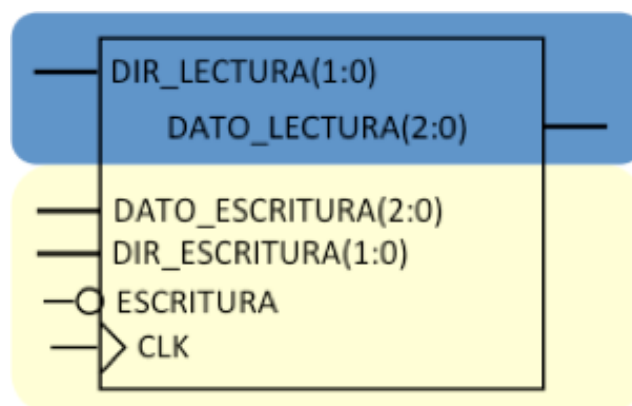 DIR_LECTURA(1:0)
DATO_LECTURA(2:0)
DATO_ESCRITURA(2:0)
DIR_ESCRITURA(1:0)
ESCRITURA
CLK